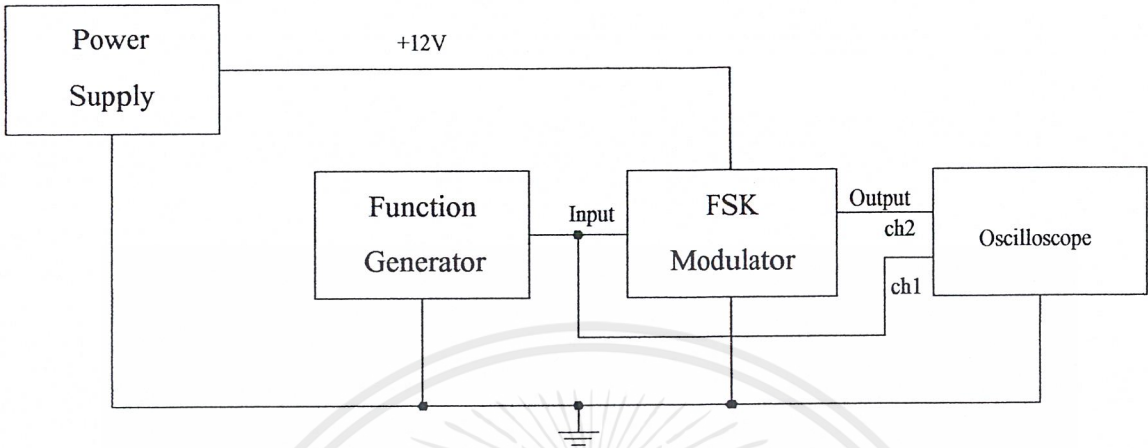 Power
Supply
+12V
Function
Generator
Input
FSK
Modulator
Output
ch2
ch1
Oscilloscope